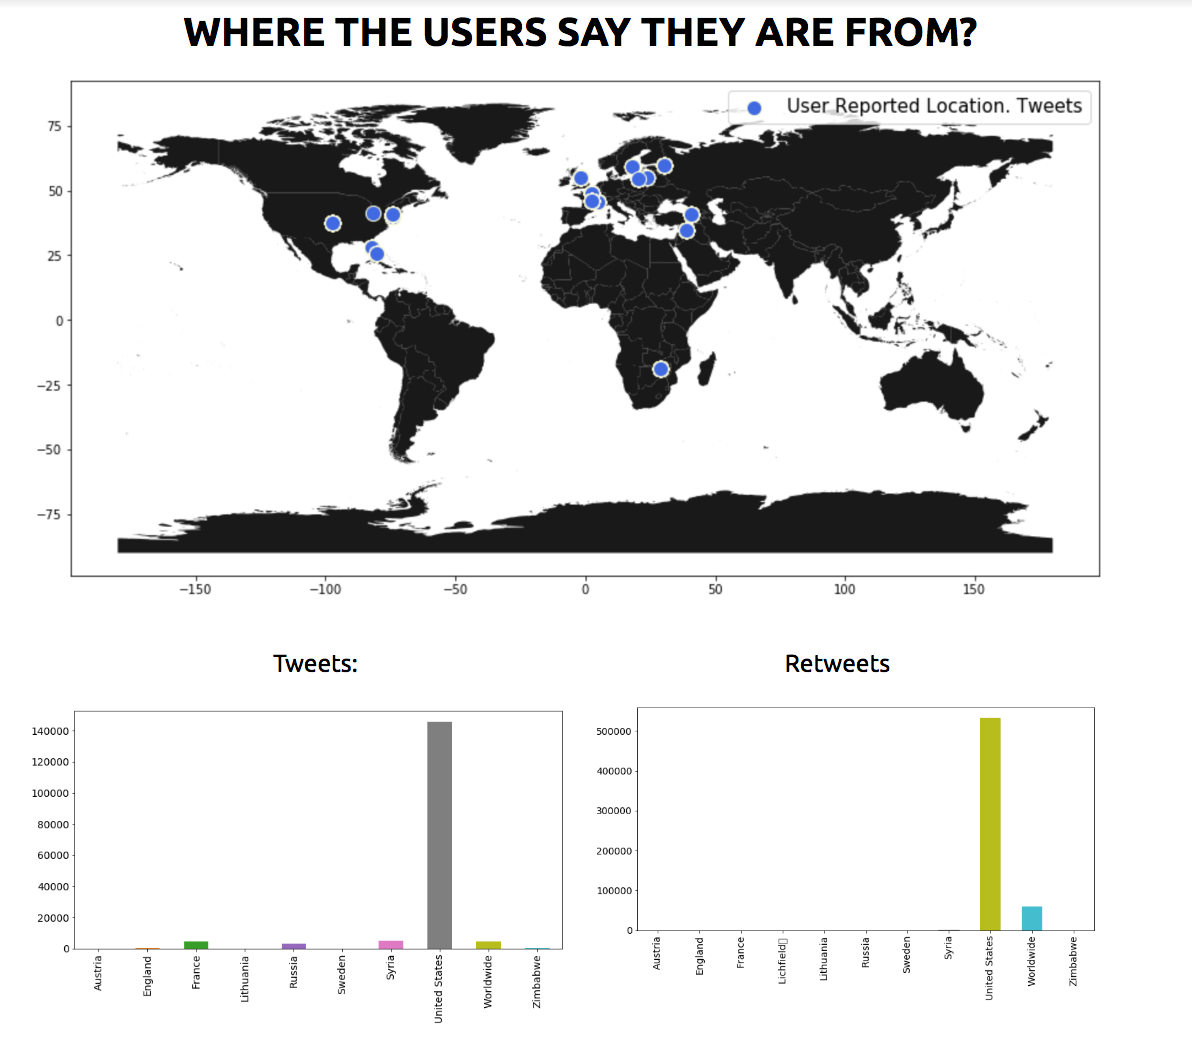 WHERE THE USERS SAY THEY ARE FROM?
User Reported Location. Tweets
75
50
25
0
−25
−50
−75
−150
−100
−50
0
50
100
150
Tweets:
140000
120000
100000
80000
60000
40000
20000
0
Austria
England
France
Lithuania
Russia
Sweden
Syria
United States
Worldwide
Zimbabwe
Retweets
500000
400000
300000
200000
100000
0
Austria
England
France
Lichfield▯
Lithuania
Russia
Sweden
Syria
United States
Worldwide
Zimbabwe